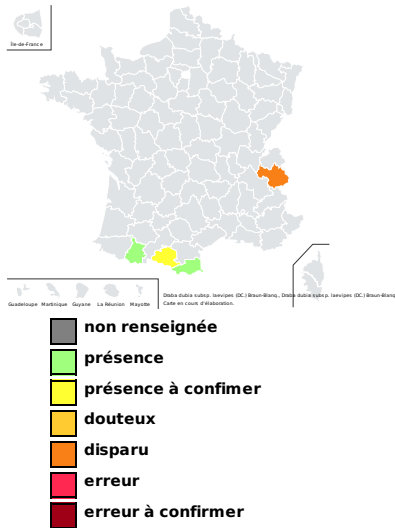 Île-de-France
Guadeloupe Martinique Guyane La Réunion Mayotte
Draba dubia subsp. laevipes (DC.) Braun-Blanq., Draba dubia subsp. laevipes (DC.) Braun-Blanq
Carte en cours d'élaboration.
non renseignée
présence
présence à confimer
douteux
disparu
erreur
erreur à confirmer